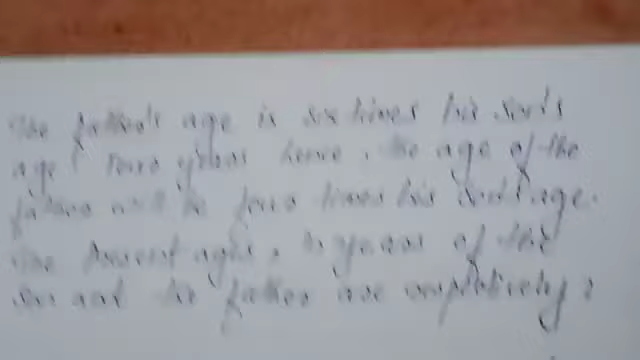 The father's age is six times his son's
age. Four years hence, the age of the
father will be four times his son's age.
The present ages, in years of the
son and the father are respectively?